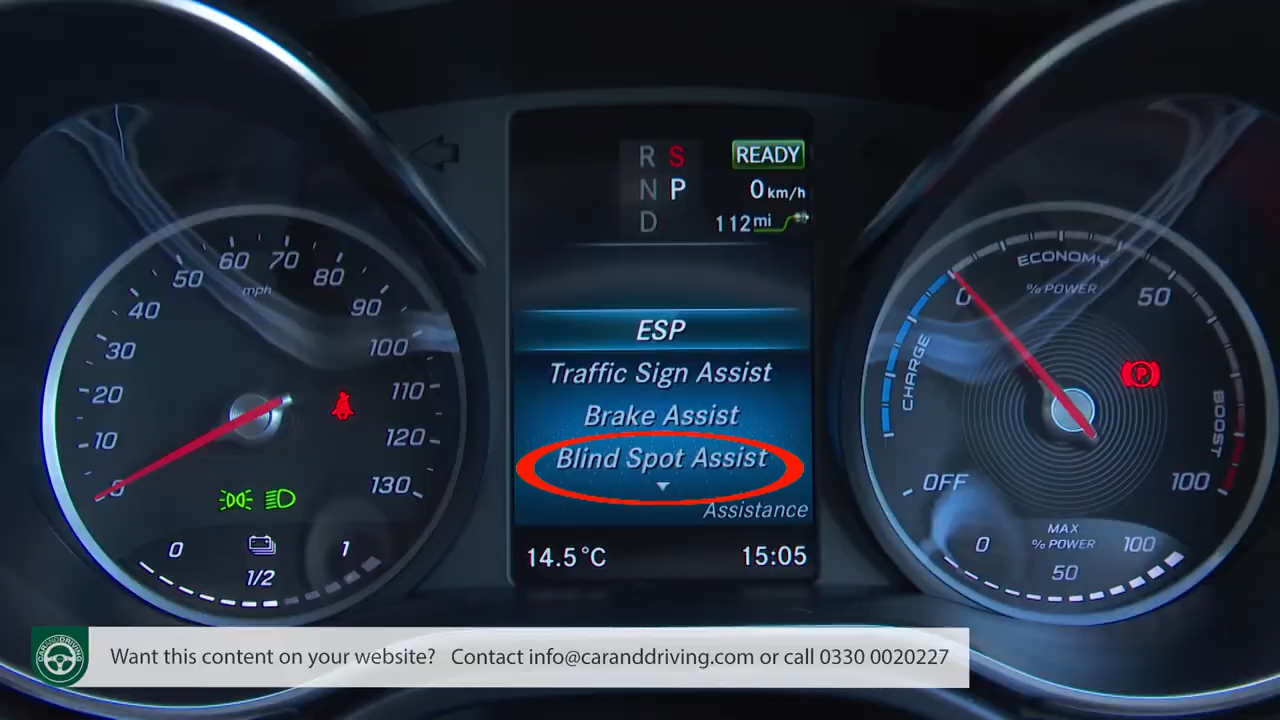 R S
N P
D
READY
0 km/h
112 mi
ESP
Traffic Sign Assist
Brake Assist
Blind Spot Assist
Assistance
14.5°C
15:05
0
10
20
30
40
50
60
70
80
90
100
110
120
130
mph
0
1/2
1
ECONOMY
% POWER
CHARGE
BOOST
OFF
0
50
100
P
MAX
% POWER
0
50
100
CARANDDRIVING
Want this content on your website? Contact info@caranddriving.com or call 0330 0020227